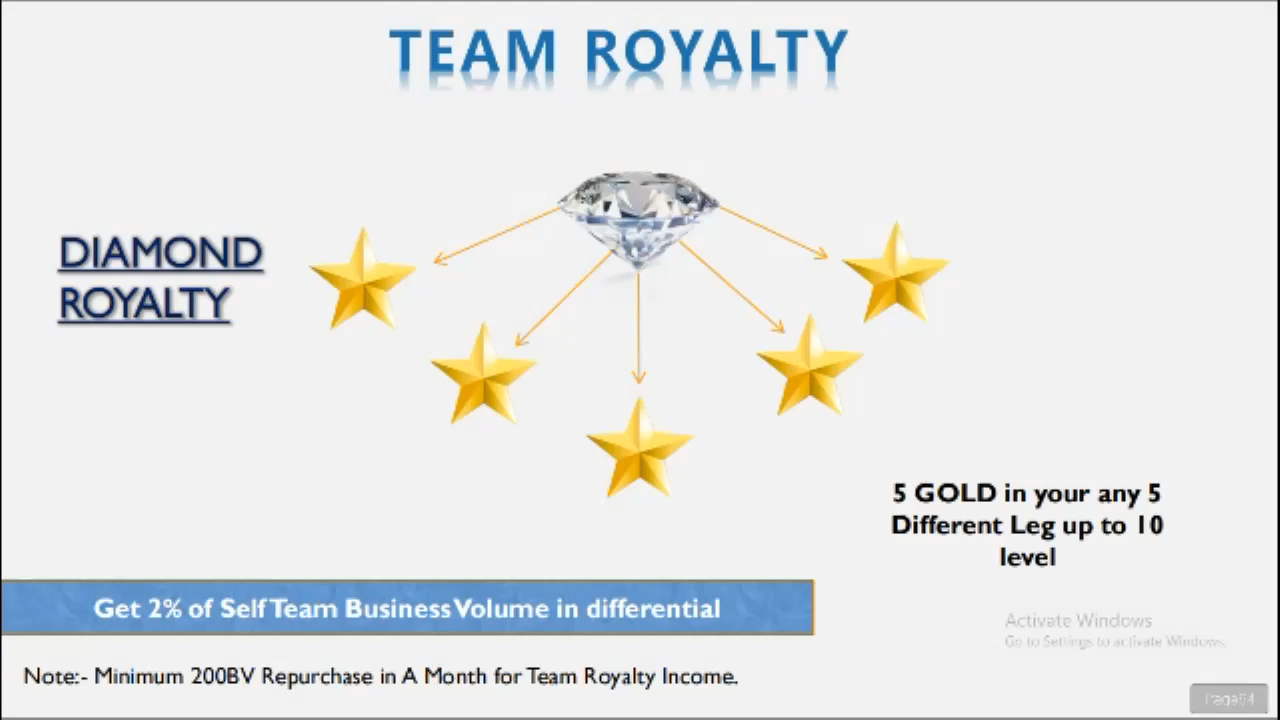 TEAM ROYALTY
DIAMOND
ROYALTY
5 GOLD in your any 5
Different Leg up to 10
level
Get 2% of Self Team Business Volume in differential
Activate Windows
Go to Settings to activate Windows.
Note:- Minimum 200BV Repurchase in A Month for Team Royalty Income.
Page64